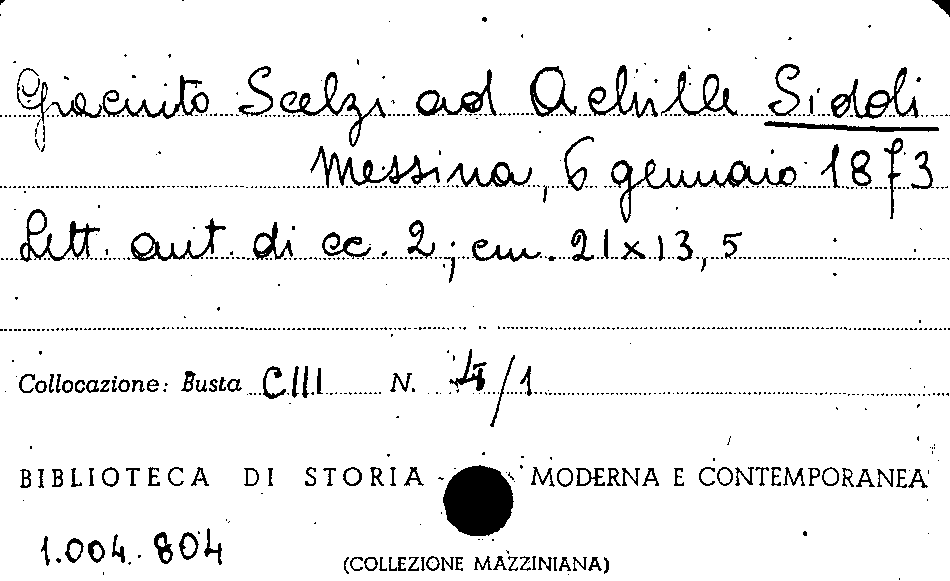 Giacinto Scelzi ad Achille Sidoli
Messina, 6 gennaio 1873
Lett. aut. di cc. 2; cm. 21x13,5
Collocazione: Busta CIII N. /1
BIBLIOTECA DI STORIA MODERNA E CONTEMPORANEA
1.004.804
(COLLEZIONE MAZZINIANA)